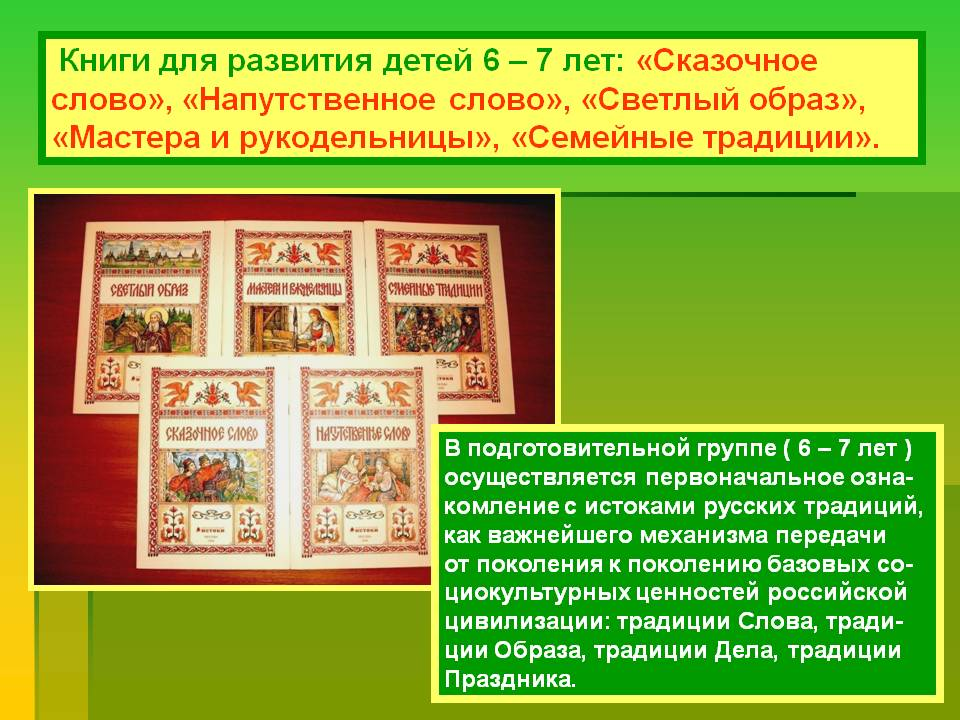 Книги для развития детей 6 – 7 лет: «Сказочное
слово», «Напутственное слово», «Светлый образ»,
«Мастера и рукодельницы», «Семейные традиции».
СВЕТЛЫЙ ОБРАЗ
МАСТЕРА И РУКОДЕЛЬНИЦЫ
СЕМЕЙНЫЕ ТРАДИЦИИ
СКАЗОЧНОЕ СЛОВО
НАПУТСТВЕННОЕ СЛОВО
ИСТОКИ
ИСТОКИ
В подготовительной группе ( 6 – 7 лет )
осуществляется первоначальное озна-
комление с истоками русских традиций,
как важнейшего механизма передачи
от поколения к поколению базовых со-
циокультурных ценностей российской
цивилизации: традиции Слова, тради-
ции Образа, традиции Дела, традиции
Праздника.